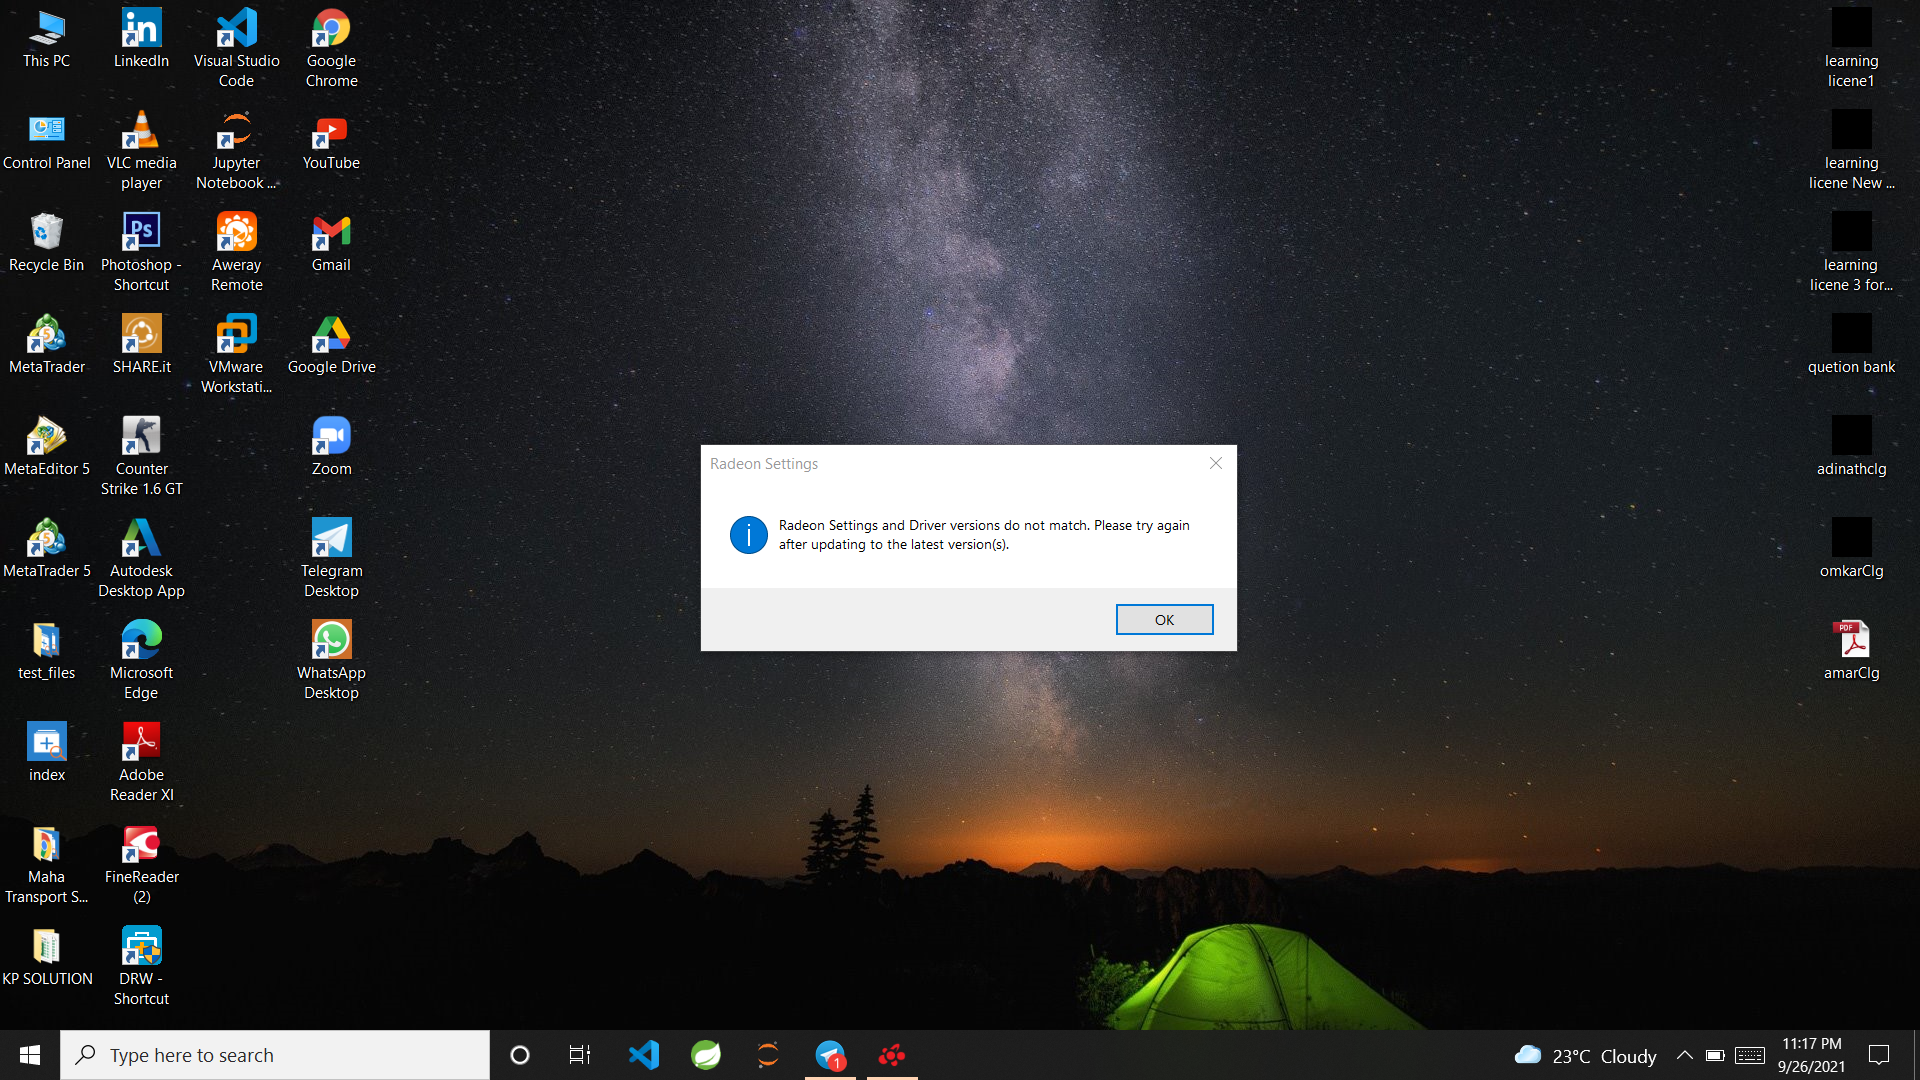 This PC
LinkedIn
Visual Studio
Code
Google
Chrome
Control Panel
VLC media
player
Jupyter
Notebook ...
YouTube
Recycle Bin
Ps
Photoshop -
Shortcut
Aweray
Remote
Gmail
MetaTrader
SHARE.it
VMware
Workstati...
Google Drive
MetaEditor 5
Counter
Strike 1.6 GT
Zoom
MetaTrader 5
Autodesk
Desktop App
Telegram
Desktop
test_files
Microsoft
Edge
WhatsApp
Desktop
index
Adobe
Reader XI
Maha
Transport S...
FineReader
(2)
KP SOLUTION
DRW -
Shortcut
Radeon Settings
Radeon Settings and Driver versions do not match. Please try again
after updating to the latest version(s).
OK
learning
licene1
learning
licene New ...
learning
licene 3 for...
quetion bank
adinathclg
omkarClg
PDF
amarClg
Type here to search
1
23°C Cloudy
11:17 PM
9/26/2021